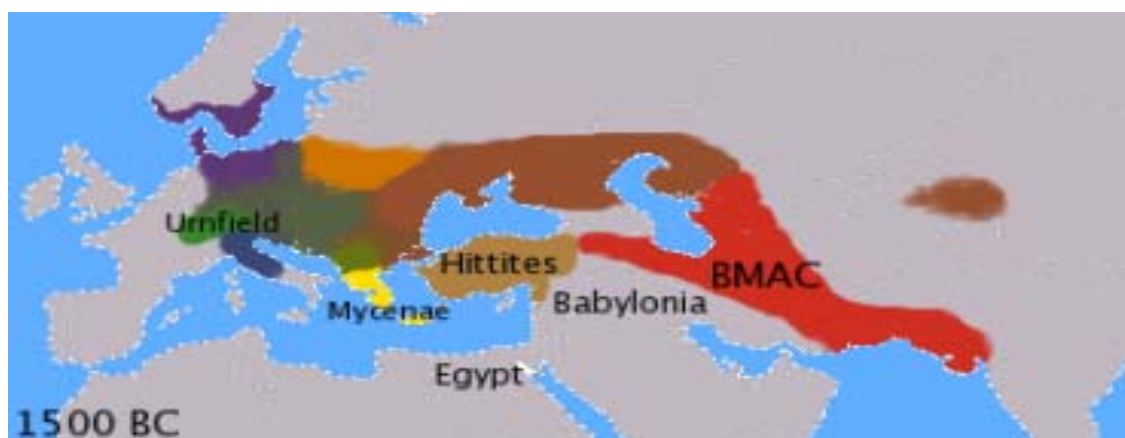 Urnfield
Hittites
BMAC
Babylonia
Mycenae
Egypt
1500 BC